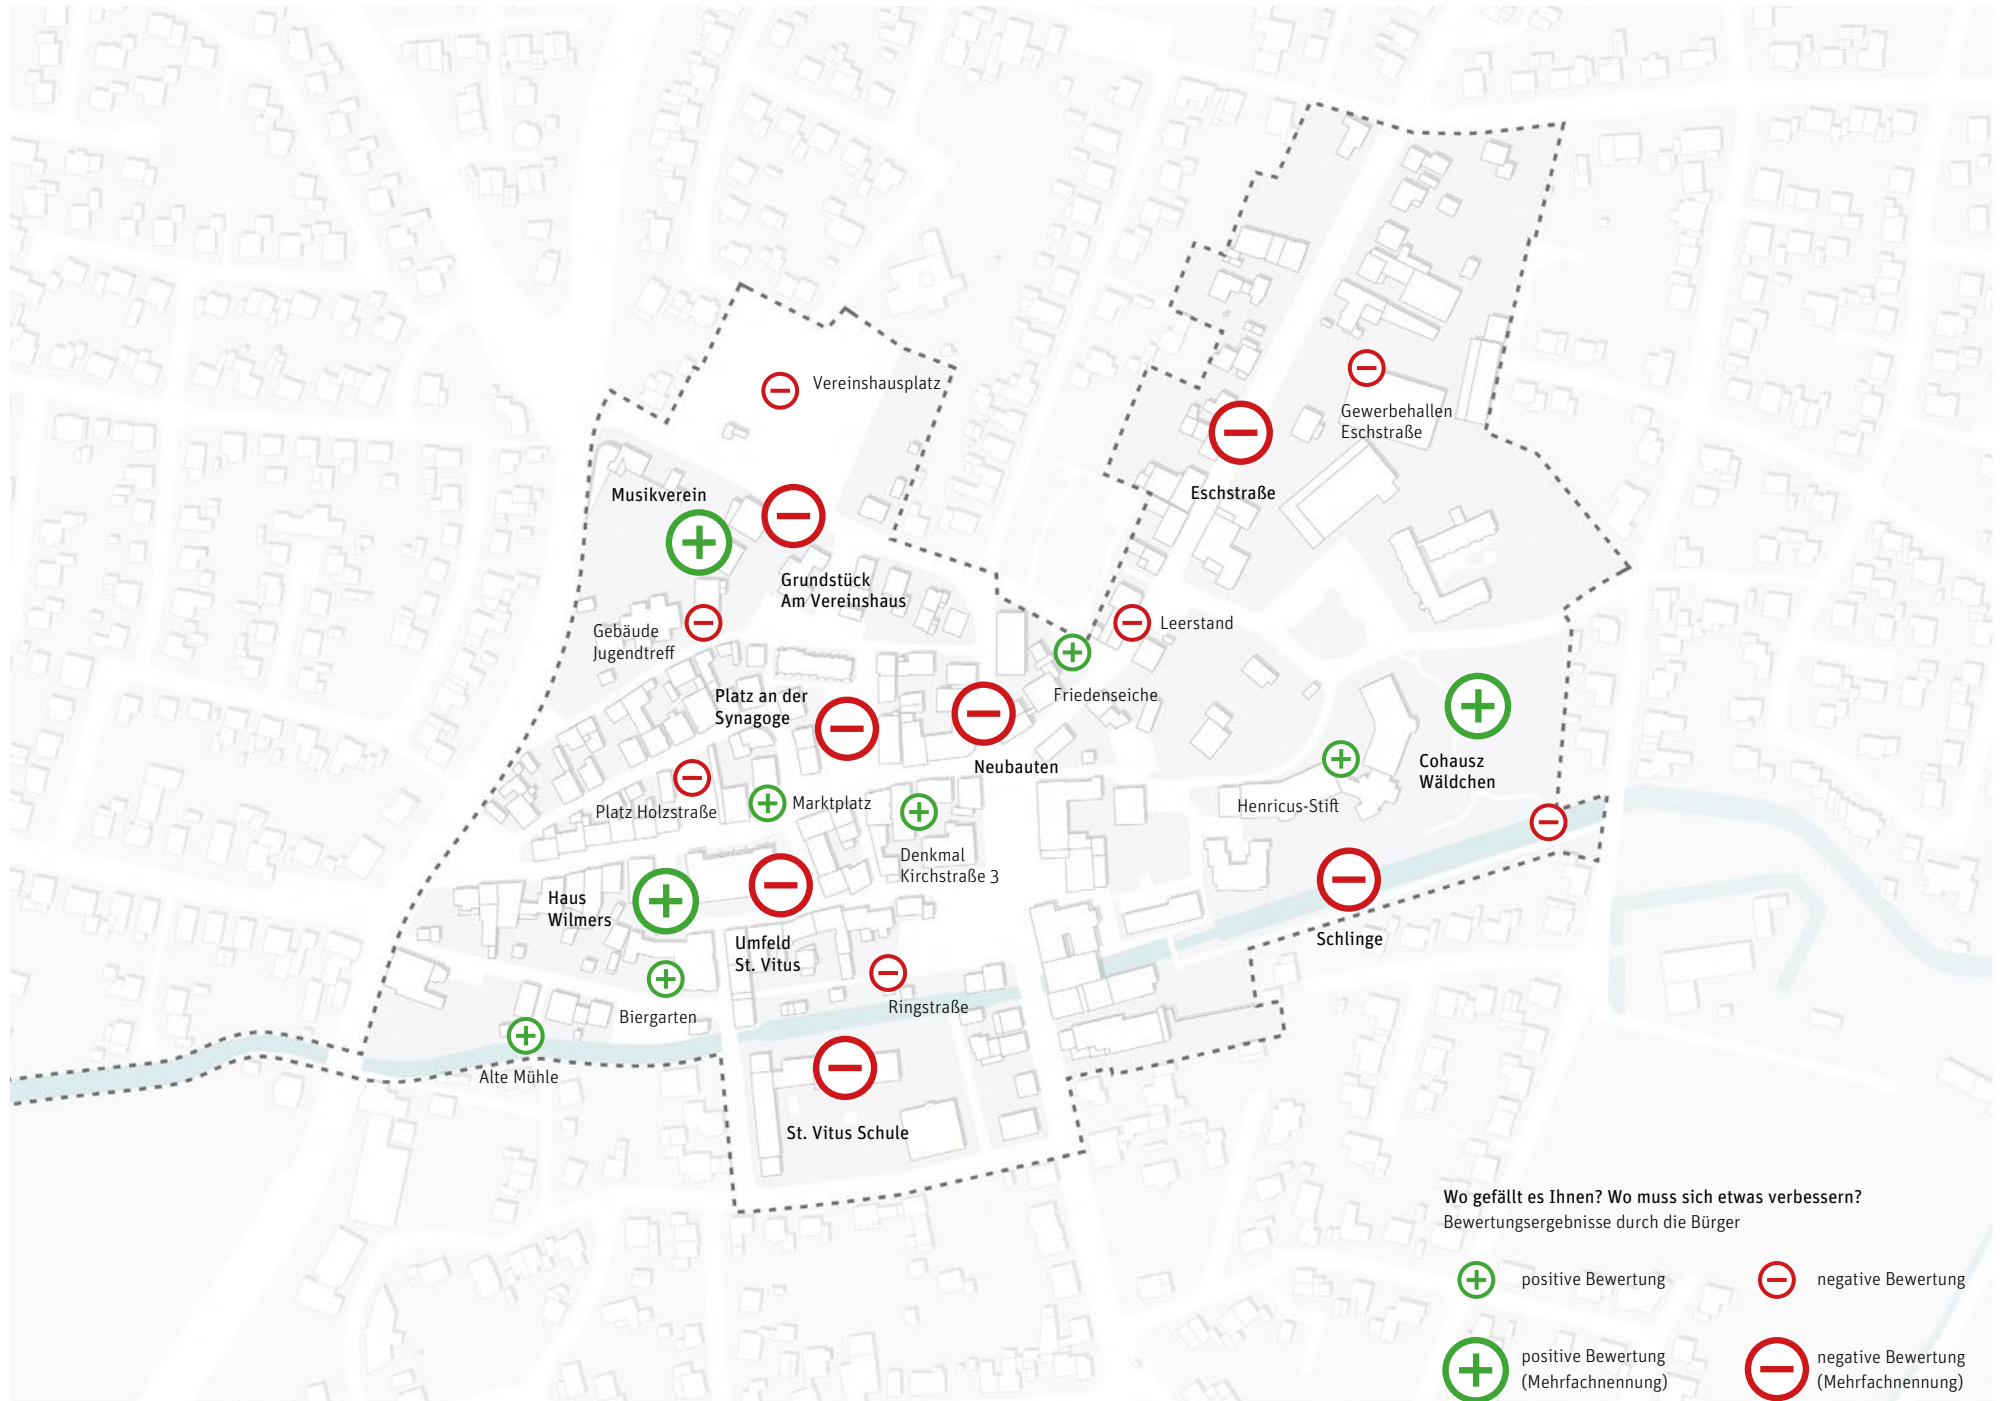 Vereinshausplatz
Gewerbehallen
Eschstraße
Musikverein
Eschstraße
Grundstück
Am Vereinshaus
Gebäude
Jugendtreff
Leerstand
Friedenseiche
Platz an der
Synagoge
Neubauten
Cohausz
Wäldchen
Platz Holzstraße
Marktplatz
Henricus-Stift
Denkmal
Kirchstraße 3
Haus
Wilmers
Umfeld
St. Vitus
Schlinge
Ringstraße
Biergarten
Alte Mühle
St. Vitus Schule
Wo gefällt es Ihnen? Wo muss sich etwas verbessern?
Bewertungsergebnisse durch die Bürger
positive Bewertung
negative Bewertung
positive Bewertung
(Mehrfachnennung)
negative Bewertung
(Mehrfachnennung)